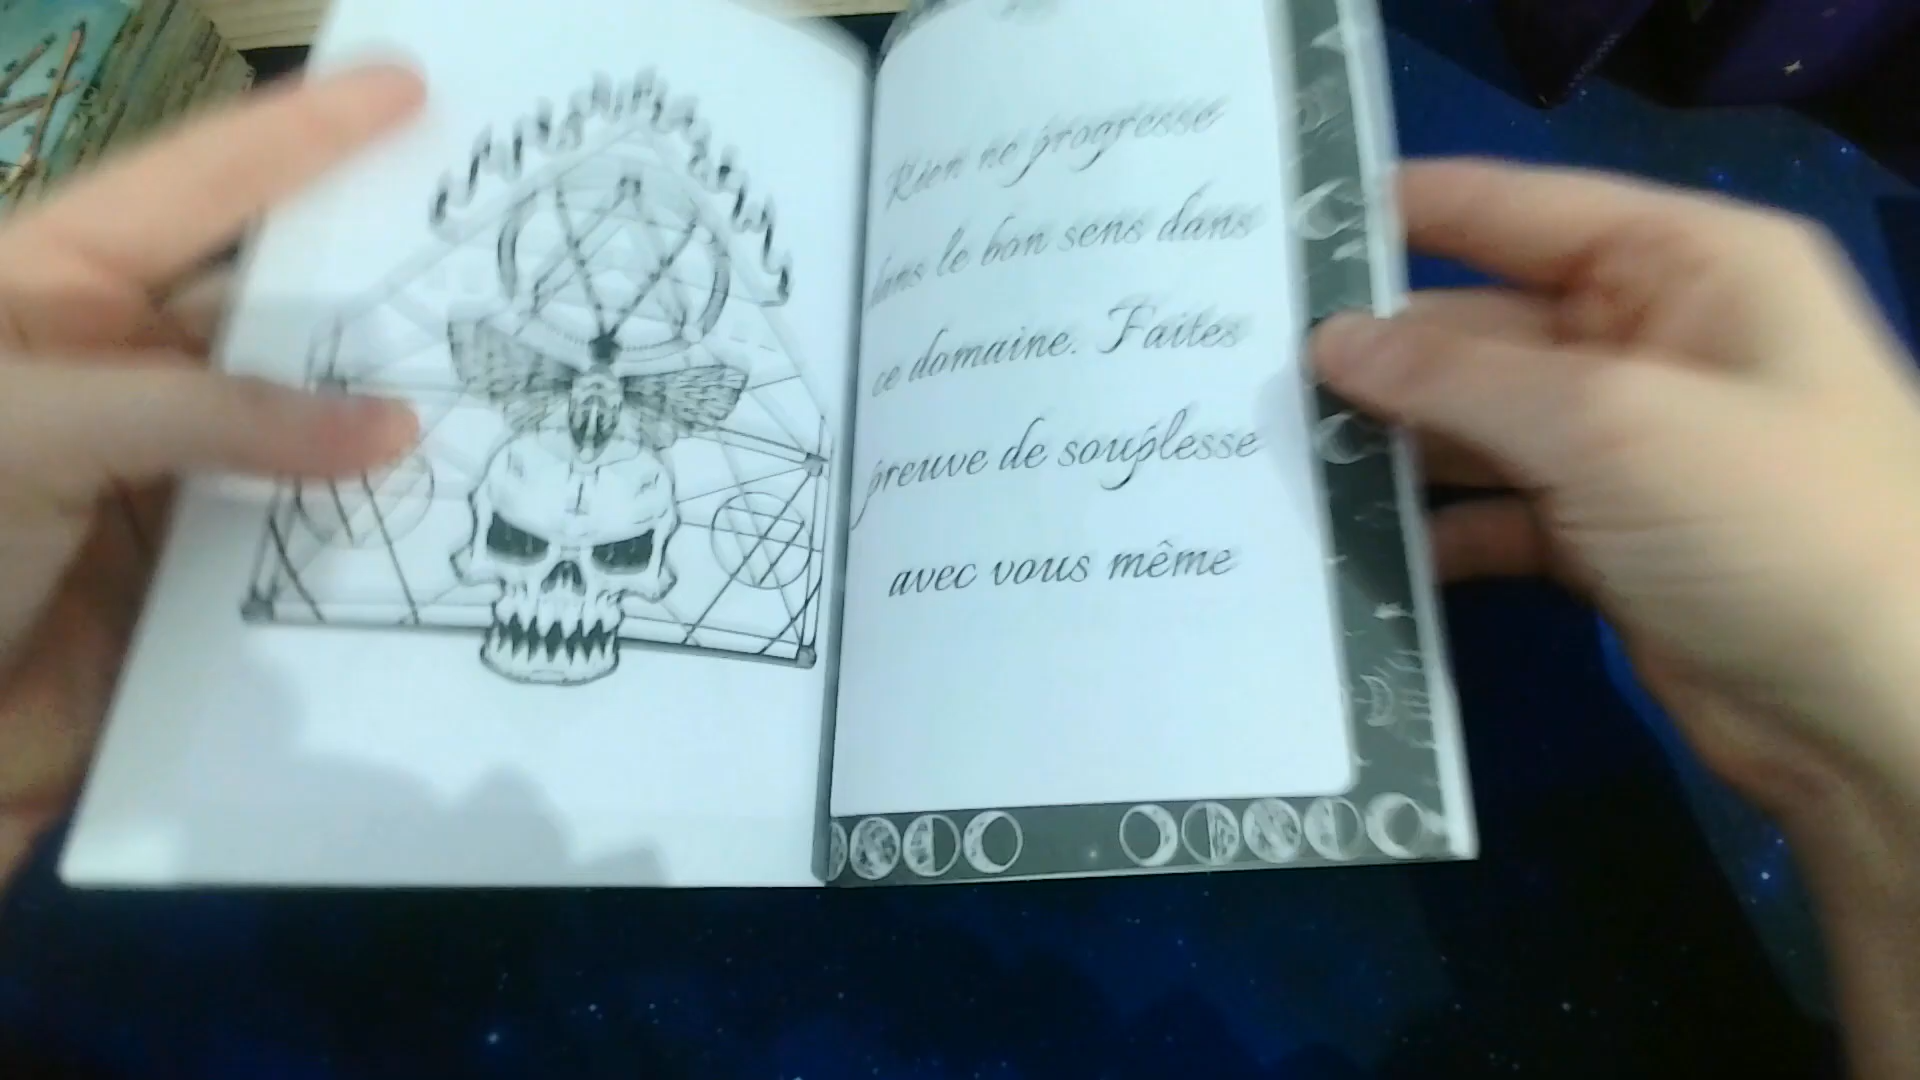 Rien ne progresse
dans le bon sens dans
ce domaine. Faites
preuve de souplesse
avec vous même